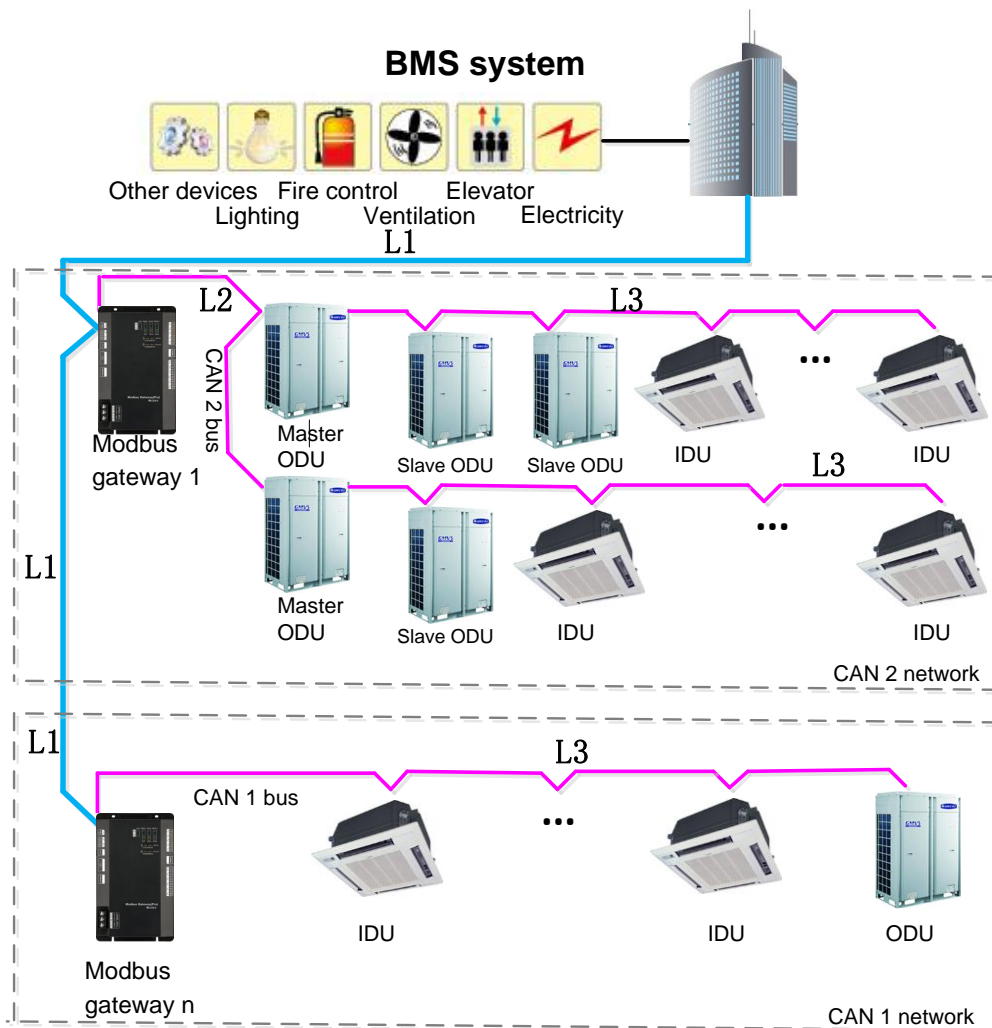 BMS system
Other devices
Fire control
Elevator
Lighting
Ventilation
Electricity
L1
L2
L3
CAN 2 bus
Modbus
gateway 1
Master
ODU
Slave ODU
Slave ODU
IDU
IDU
L3
L1
Master
ODU
Slave ODU
IDU
IDU
CAN 2 network
L1
L3
CAN 1 bus
IDU
IDU
ODU
Modbus
gateway n
CAN 1 network